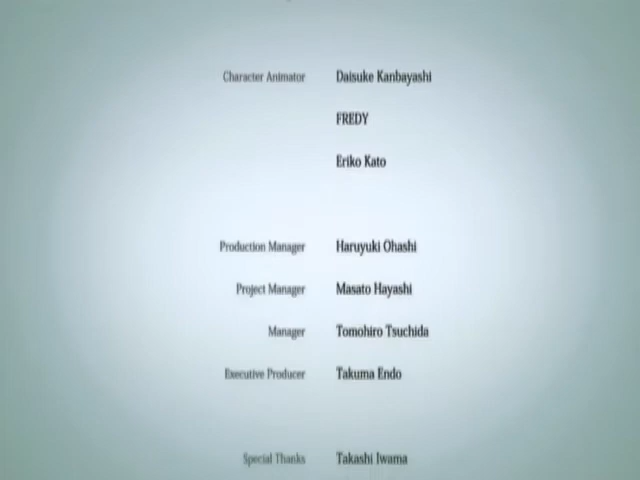 Character Animator Daisuke Kanbayashi
FREDY
Eriko Kato
Production Manager Haruyuki Ohashi
Project Manager Masato Hayashi
Manager Tomohiro Tsuchida
Executive Producer Takuma Endo
Special Thanks Takashi Iwama